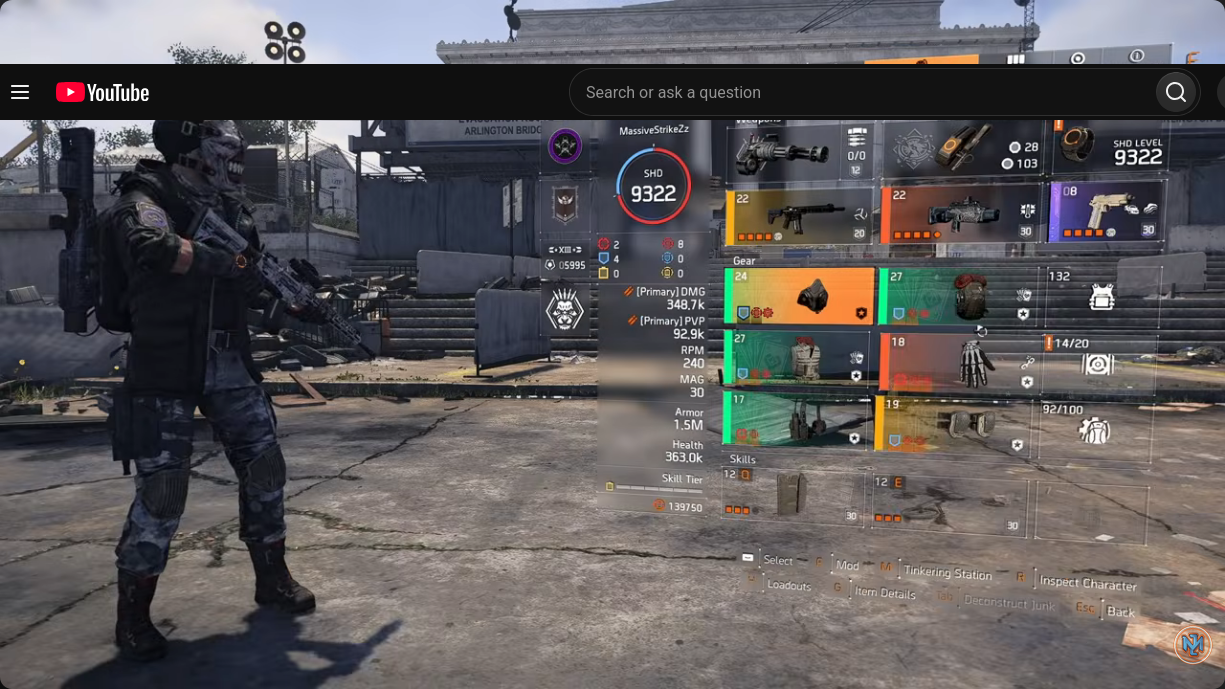 YouTube
Search or ask a question
ARLINGTON BRIDG
MassiveStrikeZz
SHD
9322
XIII
05995
2
8
4
0
0
0
[Primary] DMG
348.7k
[Primary] PVP
92.9k
RPM
240
MAG
30
Armor
1.5M
Health
363.0k
Skill Tier
139750
Weapons
0/0
12
28
103
SHD LEVEL
9322
22
20
22
30
08
30
Gear
24
27
132
27
18
14/20
17
19
92/100
Skills
12 Q
30
12 E
30
Select
F Mod
M Tinkering Station
R Inspect Character
Loadouts
G Item Details
Tab Deconstruct Junk
Esc Back